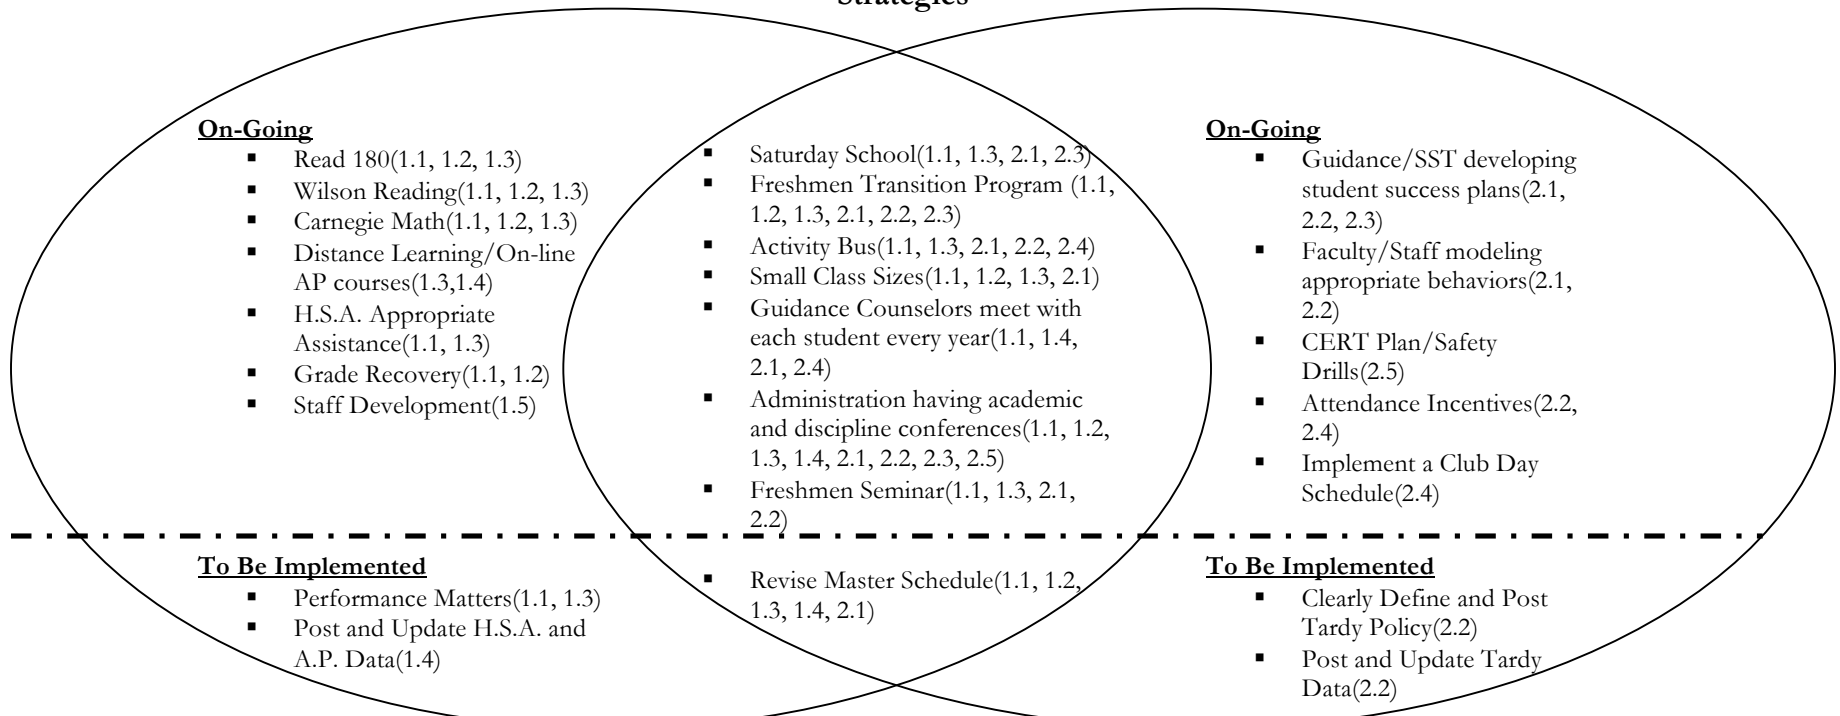 Strategies
On-Going
▪ Read 180(1.1, 1.2, 1.3)
▪ Wilson Reading(1.1, 1.2, 1.3)
▪ Carnegie Math(1.1, 1.2, 1.3)
▪ Distance Learning/On-line
AP courses(1.3,1.4)
▪ H.S.A. Appropriate
Assistance(1.1, 1.3)
▪ Grade Recovery(1.1, 1.2)
▪ Staff Development(1.5)
▪ Saturday School(1.1, 1.3, 2.1, 2.3)
▪ Freshmen Transition Program (1.1,
1.2, 1.3, 2.1, 2.2, 2.3)
▪ Activity Bus(1.1, 1.3, 2.1, 2.2, 2.4)
▪ Small Class Sizes(1.1, 1.2, 1.3, 2.1)
▪ Guidance Counselors meet with
each student every year(1.1, 1.4,
2.1, 2.4)
▪ Administration having academic
and discipline conferences(1.1, 1.2,
1.3, 1.4, 2.1, 2.2, 2.3, 2.5)
▪ Freshmen Seminar(1.1, 1.3, 2.1,
2.2)
On-Going
▪ Guidance/SST developing
student success plans(2.1,
2.2, 2.3)
▪ Faculty/Staff modeling
appropriate behaviors(2.1,
2.2)
▪ CERT Plan/Safety
Drills(2.5)
▪ Attendance Incentives(2.2,
2.4)
▪ Implement a Club Day
Schedule(2.4)
To Be Implemented
▪ Performance Matters(1.1, 1.3)
▪ Post and Update H.S.A. and
A.P. Data(1.4)
▪ Revise Master Schedule(1.1, 1.2,
1.3, 1.4, 2.1)
To Be Implemented
▪ Clearly Define and Post
Tardy Policy(2.2)
▪ Post and Update Tardy
Data(2.2)